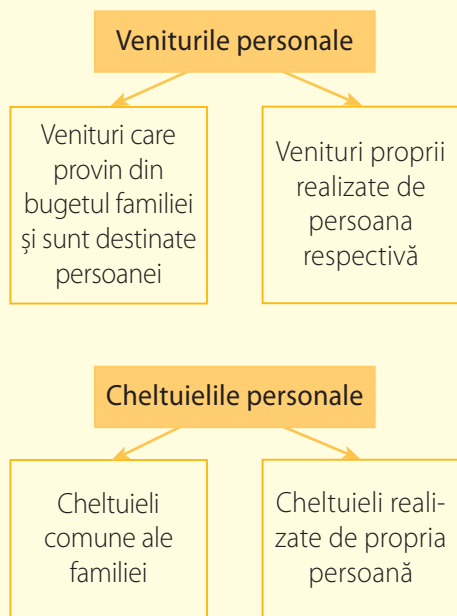 Veniturile personale
Venituri care
provin din
bugetul familiei
și sunt destinate
persoanei
Venituri proprii
realizate de
persoana
respectivă
Cheltuielile personale
Cheltuieli
comune ale
familiei
Cheltuieli reali-
zate de propria
persoană